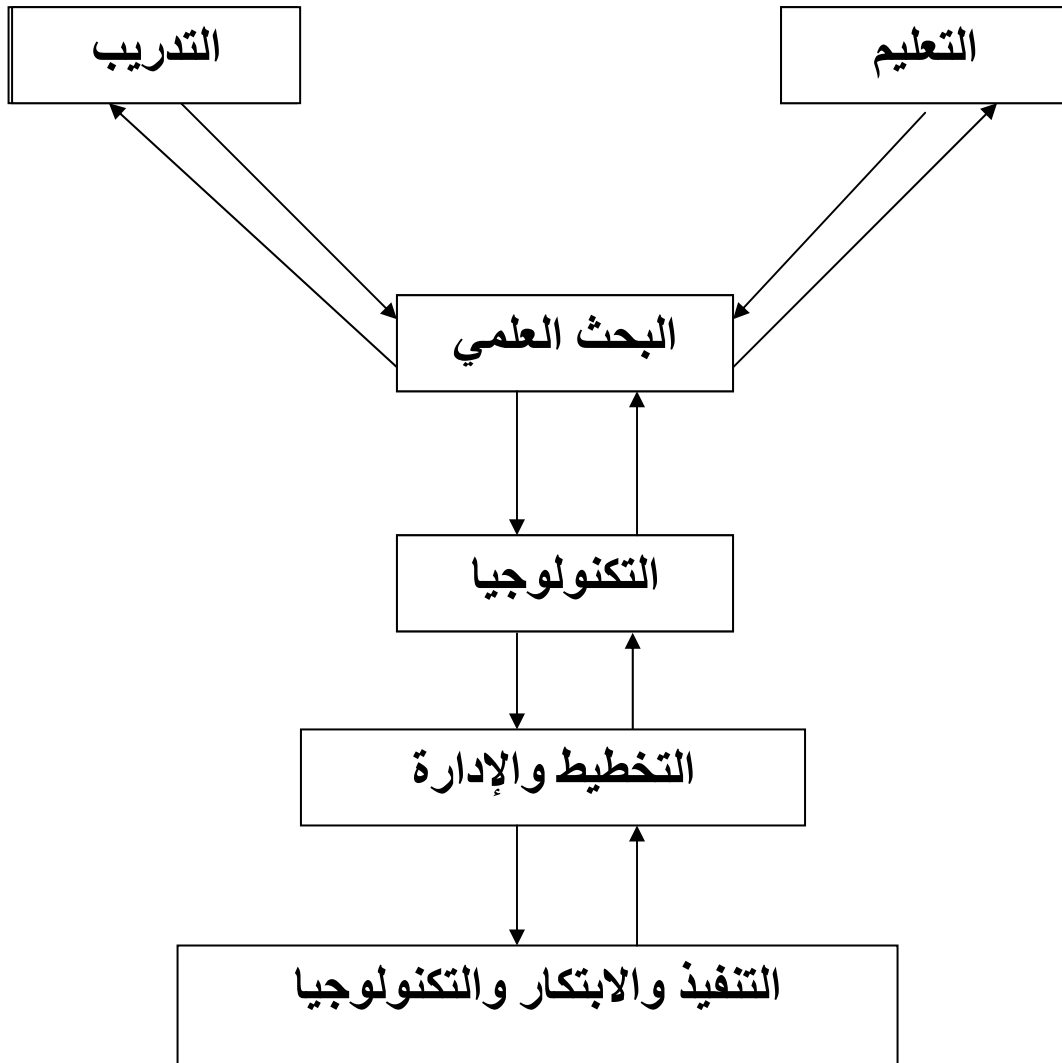 التعليم
التدريب
البحث العلمي
التكنولوجيا
التخطيط والإدارة
التنفيذ والابتكار والتكنولوجيا